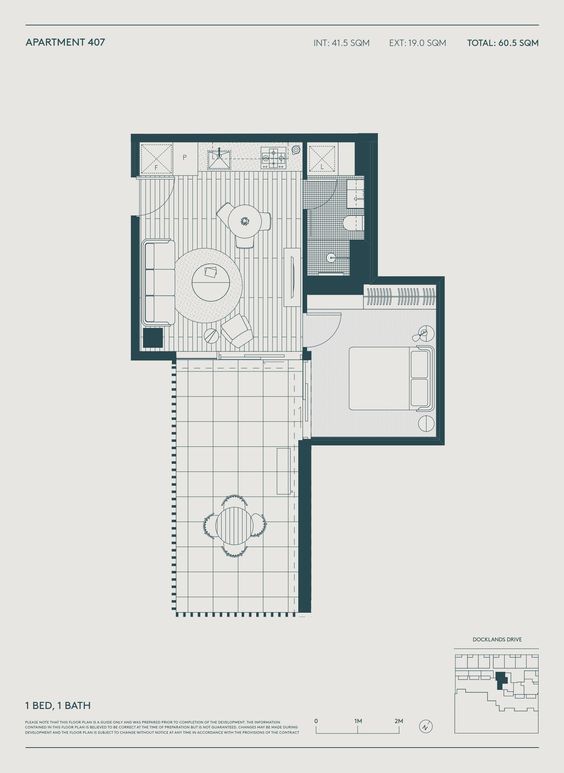 APARTMENT 407
INT: 41.5 SQM EXT: 19.0 SQM TOTAL: 60.5 SQM
F
P
L
DOCKLANDS DRIVE
1 BED, 1 BATH
PLEASE NOTE THAT THIS FLOOR PLAN IS A GUIDE ONLY AND WAS PREPARED PRIOR TO COMPLETION OF THE DEVELOPMENT. THE INFORMATION
CONTAINED IN THIS FLOOR PLAN IS BELIEVED TO BE CORRECT AT THE TIME OF PREPARATION BUT IS NOT GUARANTEED. CHANGES MAY BE MADE DURING
DEVELOPMENT AND THE FLOOR PLAN IS SUBJECT TO CHANGE WITHOUT NOTICE AT ANY TIME IN ACCORDANCE WITH THE PROVISIONS OF THE CONTRACT
0 1M 2M
N